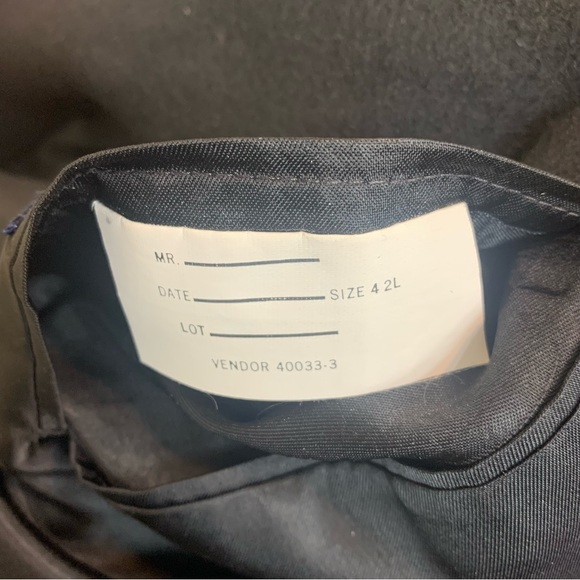 MR.
DATE SIZE 42L
LOT
VENDOR 40033-3